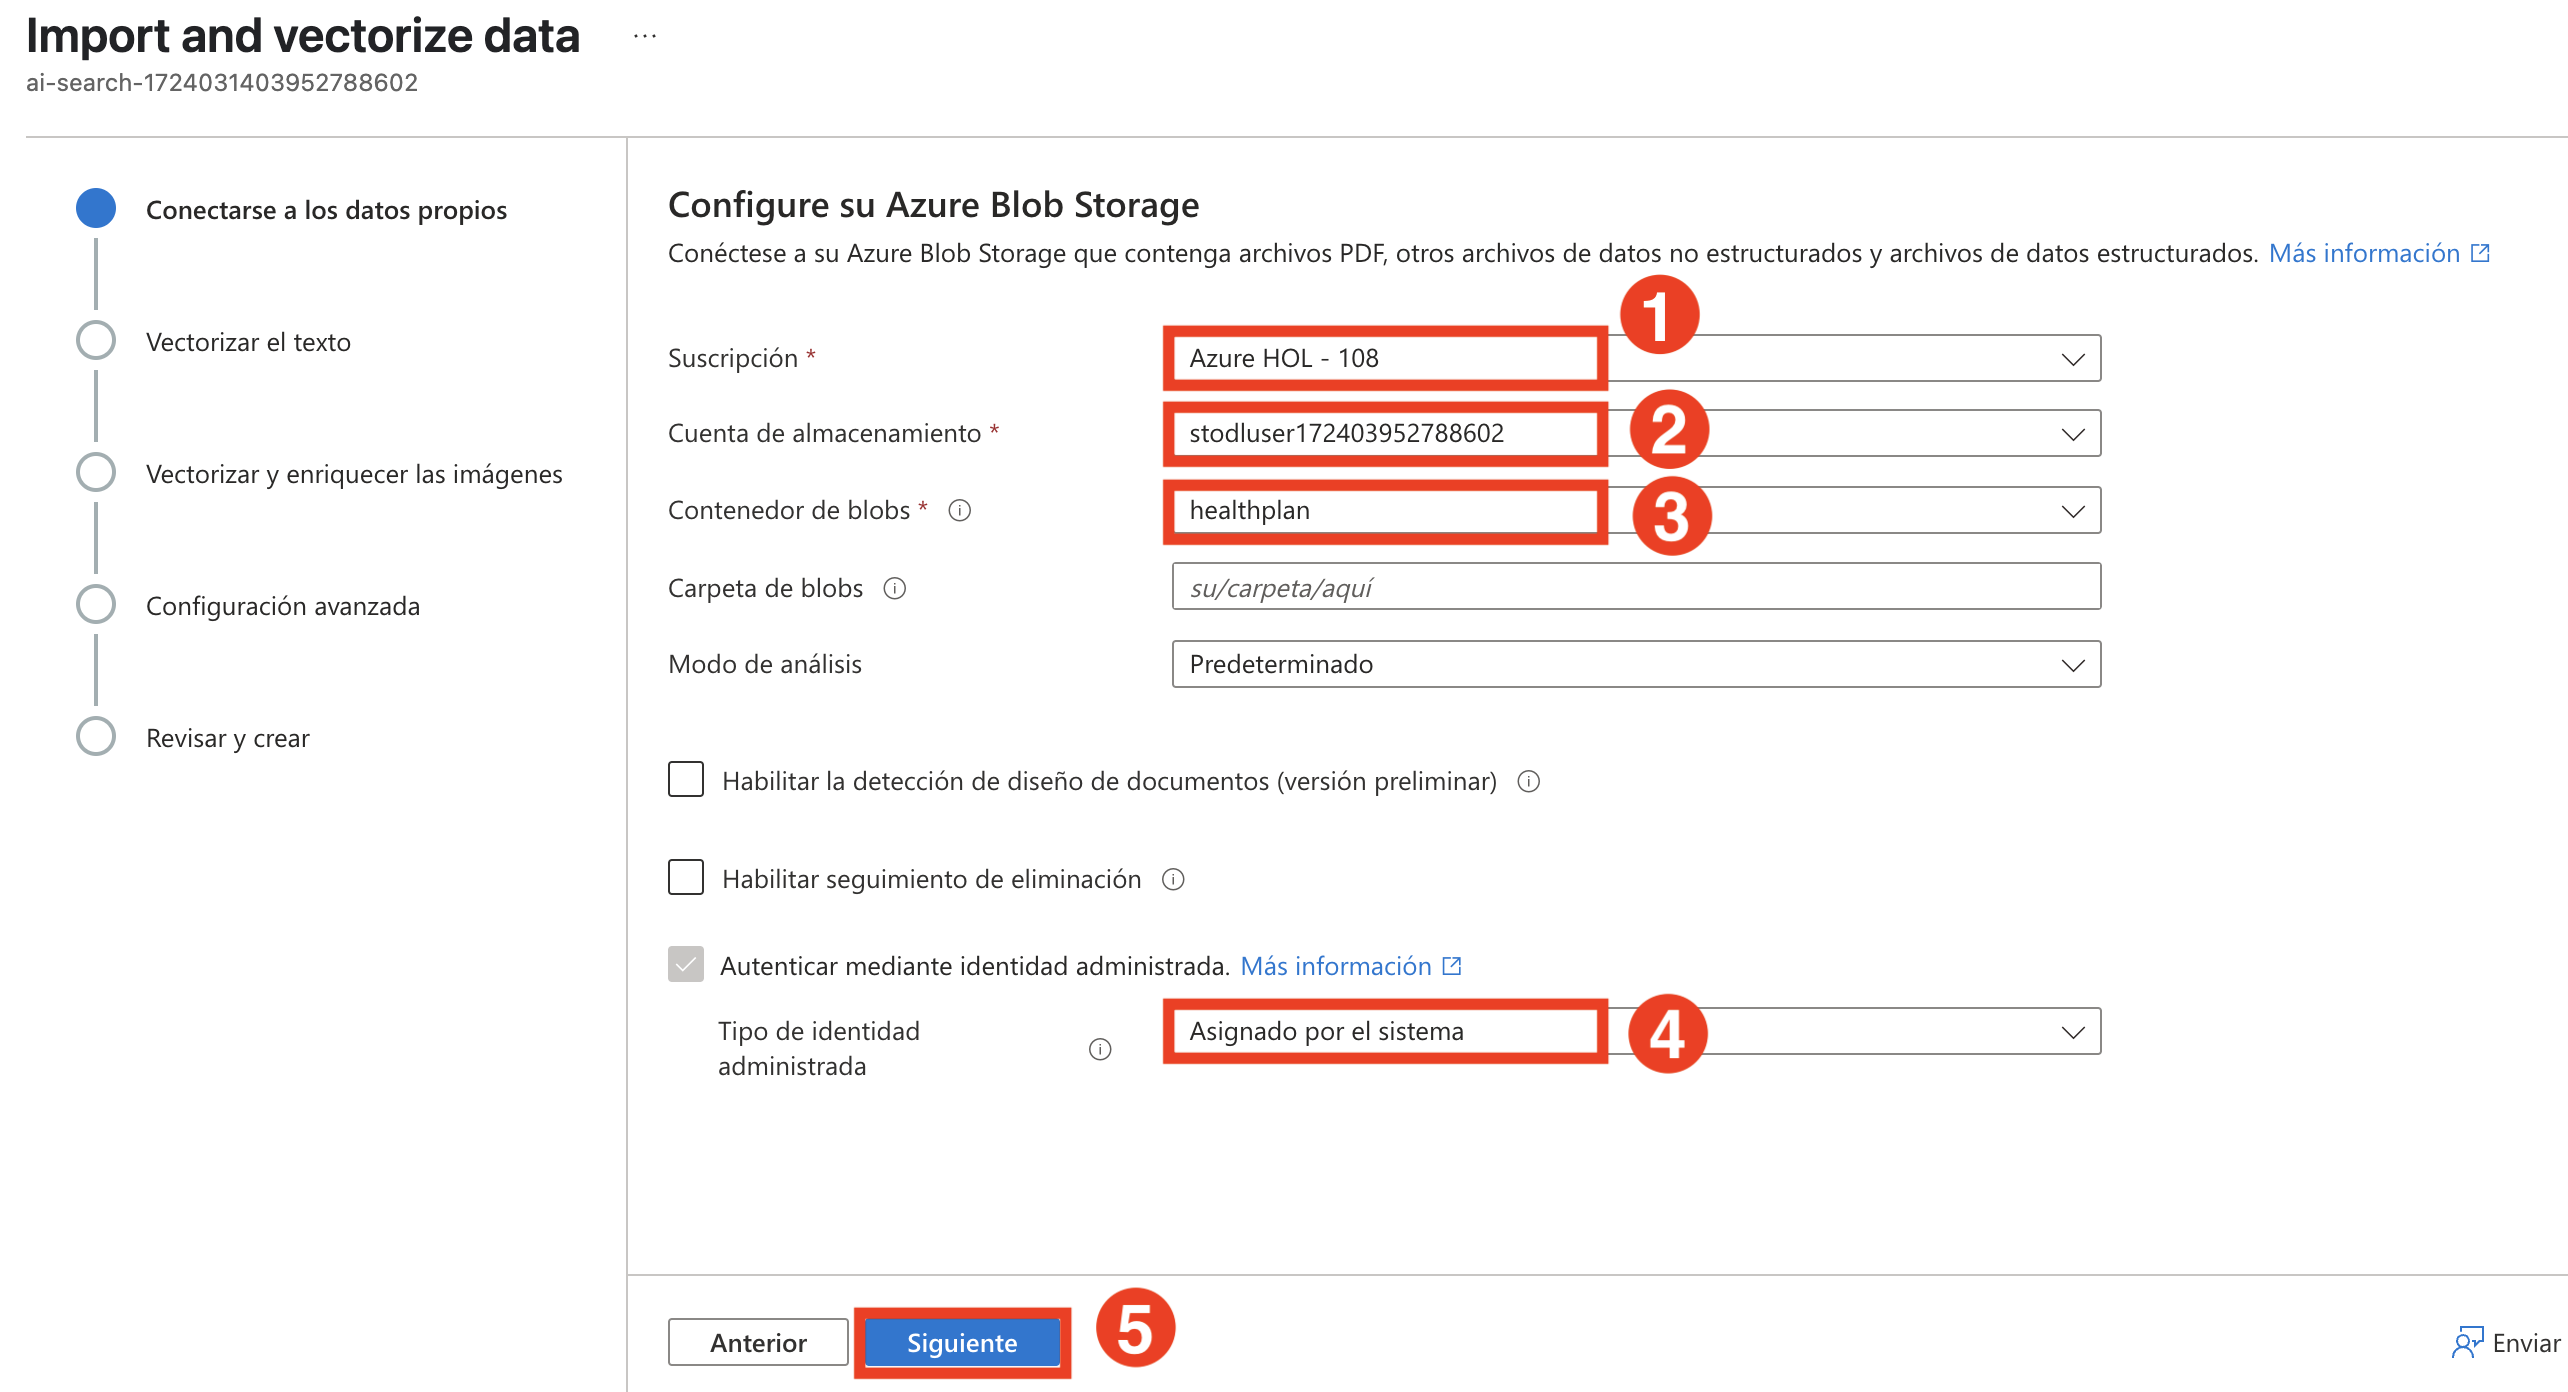 Import and vectorize data ...
ai-search-1724031403952788602
Conectarse a los datos propios
Vectorizar el texto
Vectorizar y enriquecer las imágenes
Configuración avanzada
Revisar y crear
Configure su Azure Blob Storage
Conéctese a su Azure Blob Storage que contenga archivos PDF, otros archivos de datos no estructurados y archivos de datos estructurados. Más información
1
Suscripción * Azure HOL - 108
Cuenta de almacenamiento * stodluser172403952788602 2
Contenedor de blobs * healthplan 3
Carpeta de blobs su/carpeta/aquí
Modo de análisis Predeterminado
Habilitar la detección de diseño de documentos (versión preliminar)
Habilitar seguimiento de eliminación
Autenticar mediante identidad administrada. Más información
Tipo de identidad administrada Asignado por el sistema 4
Anterior Siguiente 5
Enviar